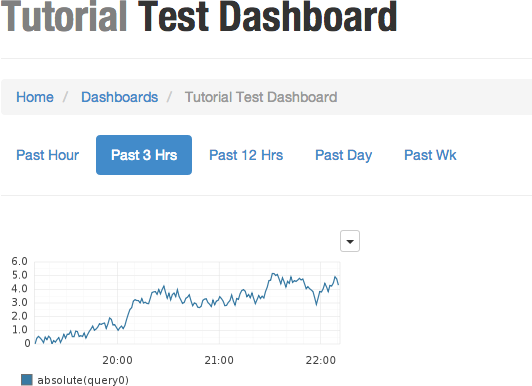 Tutorial Test Dashboard
Home / Dashboards / Tutorial Test Dashboard
Past Hour Past 3 Hrs Past 12 Hrs Past Day Past Wk
6.0
5.0
4.0
3.0
2.0
1.0
0
20:00 21:00 22:00
absolute(query0)